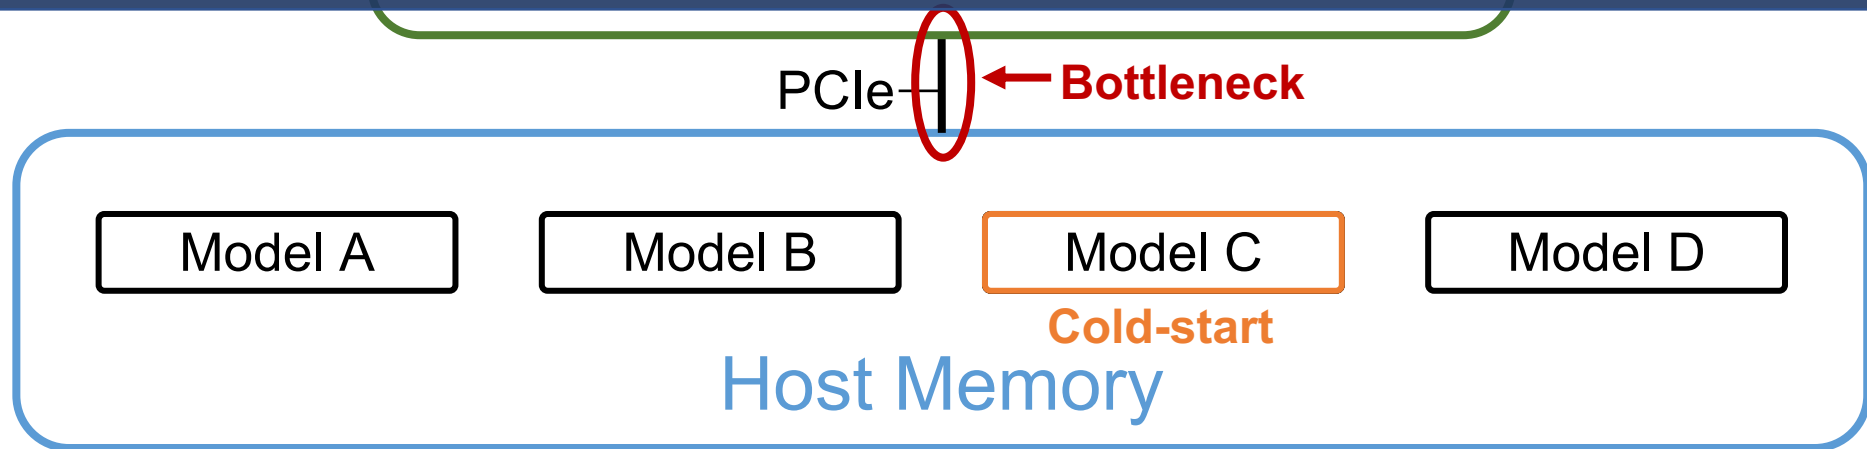 PCIe
Bottleneck
Model A
Model B
Model C
Model D
Cold-start
Host Memory